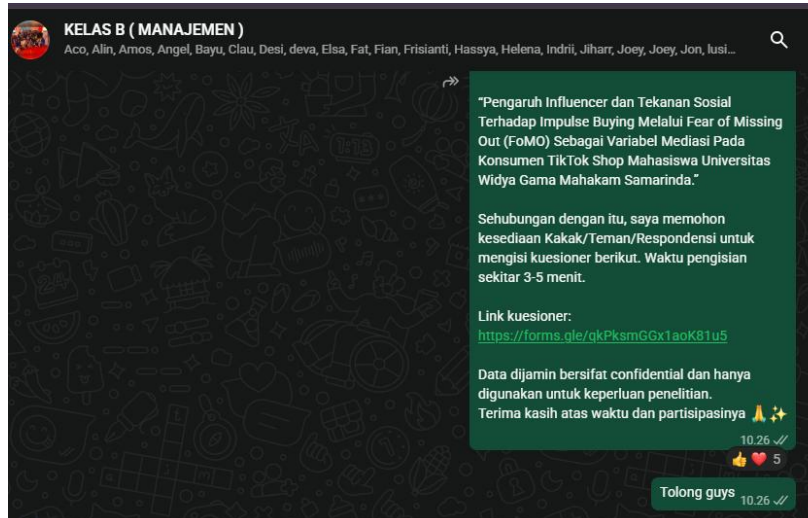 KELAS B ( MANAJEMEN )
Aco, Alin, Amos, Angel, Bayu, Clau, Desi, deva, Elsa, Fat, Fian, Frisianti, Hassya, Helena, Indrii, Jiharr, Joey, Joey, Jon, lusi...
“Pengaruh Influencer dan Tekanan Sosial
Terhadap Impulse Buying Melalui Fear of Missing
Out (FoMO) Sebagai Variabel Mediasi Pada
Konsumen TikTok Shop Mahasiswa Universitas
Widya Gama Mahakam Samarinda.”
Sehubungan dengan itu, saya memohon
kesediaan Kakak/Teman/Respondensi untuk
mengisi kuesioner berikut. Waktu pengisian
sekitar 3-5 menit.
Link kuesioner:
https://forms.gle/qkPksmGGx1aoK81u5
Data dijamin bersifat confidential dan hanya
digunakan untuk keperluan penelitian.
Terima kasih atas waktu dan partisipasinya 🙏✨
10.26
👍❤️ 5
Tolong guys 10.26